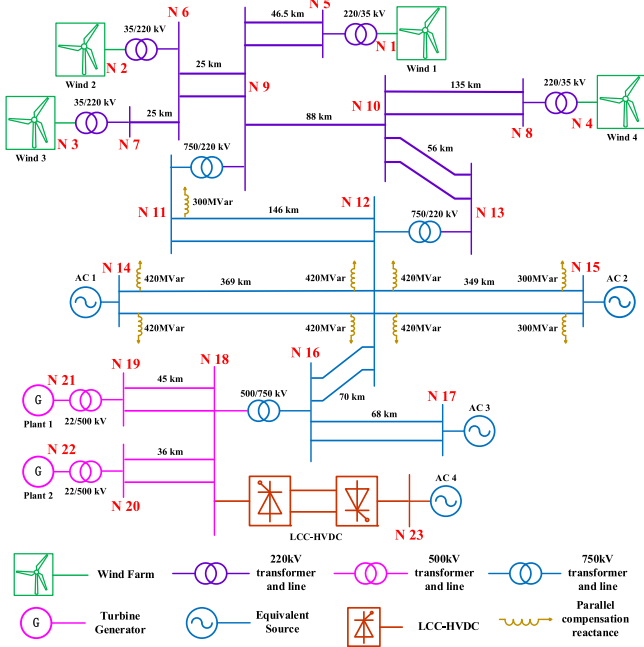 N 5
N 6
46.5 km
220/35 kV
35/220 kV
N 2
N 1
Wind 2
Wind 1
25 km
N 9
N 10
135 km
220/35 kV
35/220 kV
25 km
88 km
N 8
N 4
Wind 4
N 3
N 7
Wind 3
56 km
750/220 kV
N 11
300MVar
N 12
N 13
146 km
750/220 kV
N 14
AC 1
420MVar
420MVar
420MVar
300MVar
N 15
AC 2
369 km
349 km
420MVar
420MVar
420MVar
300MVar
N 19
N 18
N 16
N 21
45 km
70 km
N 17
G
Plant 1
22/500 kV
500/750 kV
68 km
AC 3
N 22
36 km
G
Plant 2
22/500 kV
N 20
AC 4
LCC-HVDC
N 23
Wind Farm
220kV
transformer
and line
500kV
transformer
and line
750kV
transformer
and line
G
Turbine
Generator
Equivalent
Source
LCC-HVDC
Parallel
compensation
reactance